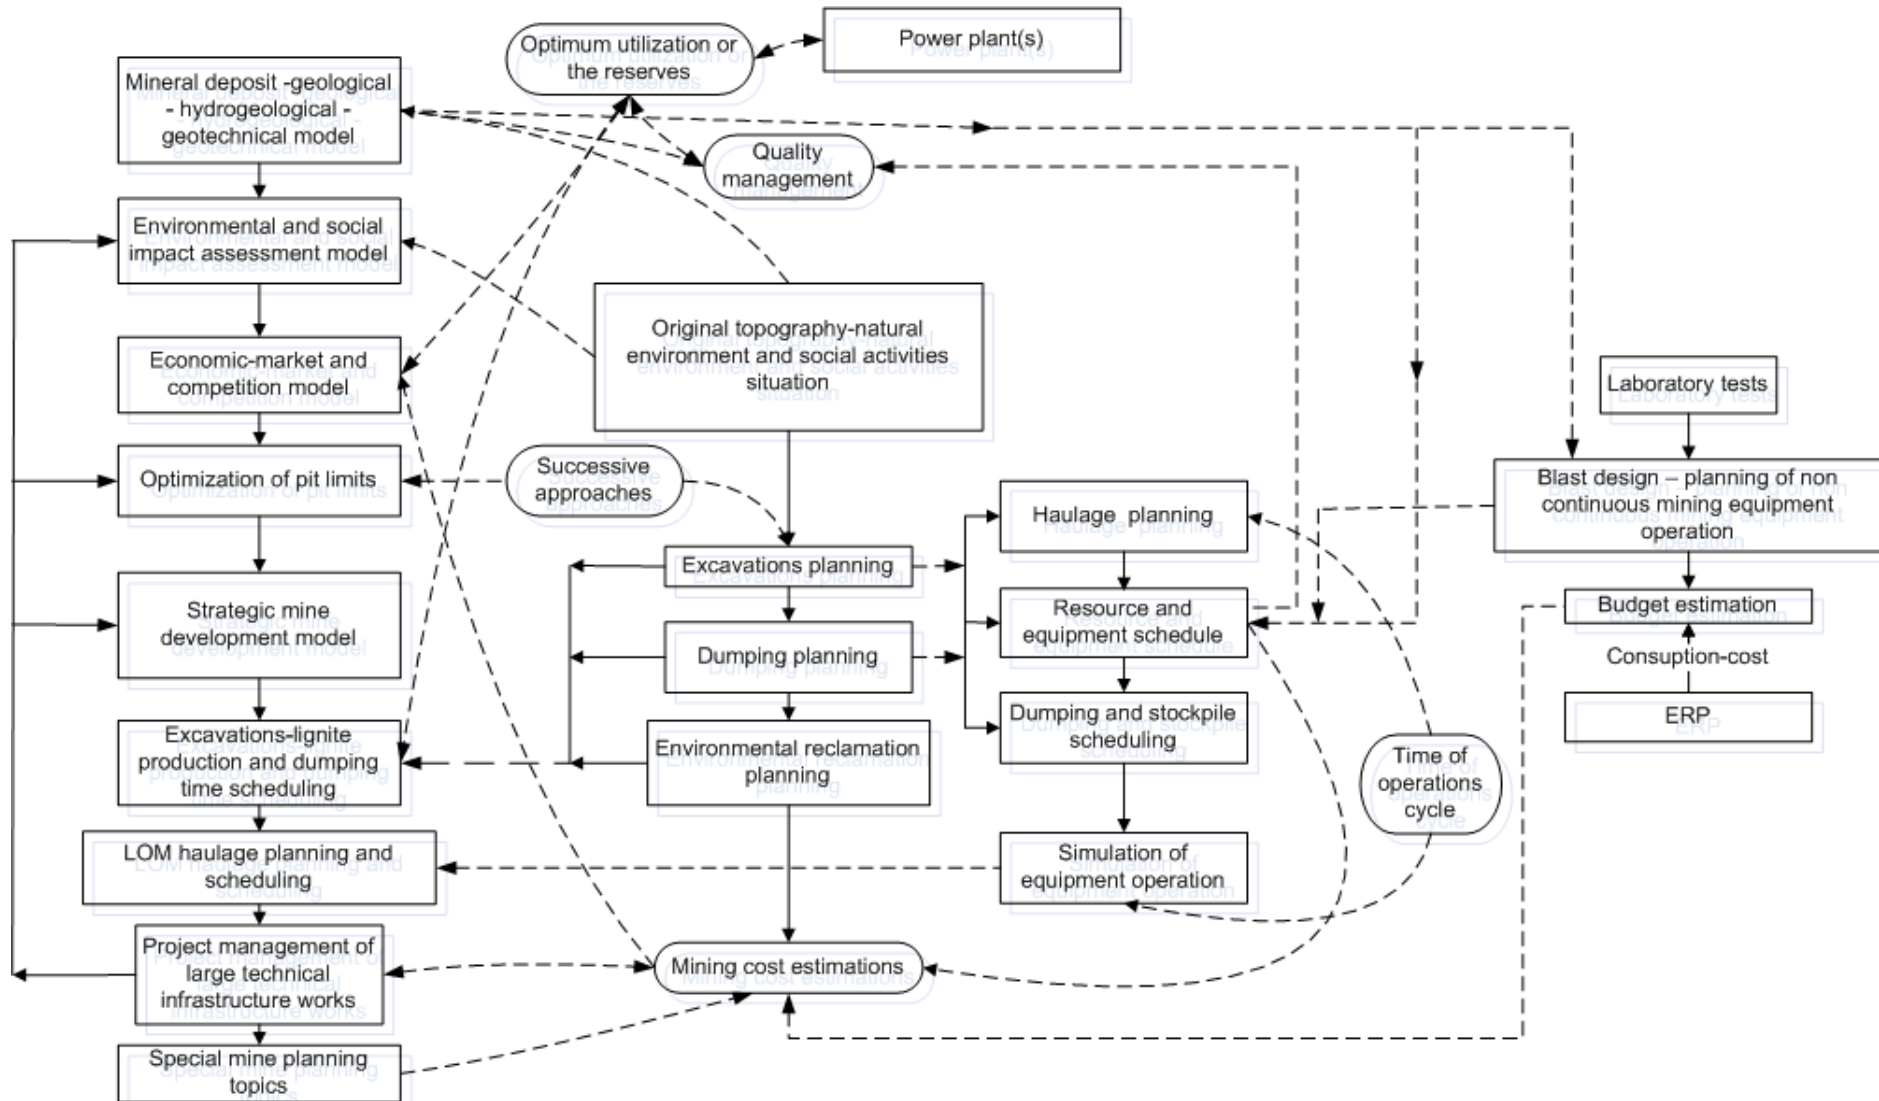 Optimum utilization or
the reserves
Power plant(s)
Mineral deposit -geological
- hydrogeological -
geotechnical model
Quality
management
Environmental and social
impact assessment model
Original topography-natural
environment and social activities
situation
Economic-market and
competition model
Laboratory tests
Optimization of pit limits
Successive
approaches
Blast design – planning of non
continuous mining equipment
operation
Haulage planning
Excavations planning
Strategic mine
development model
Resource and
equipment schedule
Budget estimation
Dumping planning
Consuption-cost
ERP
Excavations-lignite
production and dumping
time scheduling
Environmental reclamation
planning
Dumping and stockpile
scheduling
Time of
operations
cycle
LOM haulage planning and
scheduling
Simulation of
equipment operation
Project management of
large technical
infrastructure works
Mining cost estimations
Special mine planning
topics